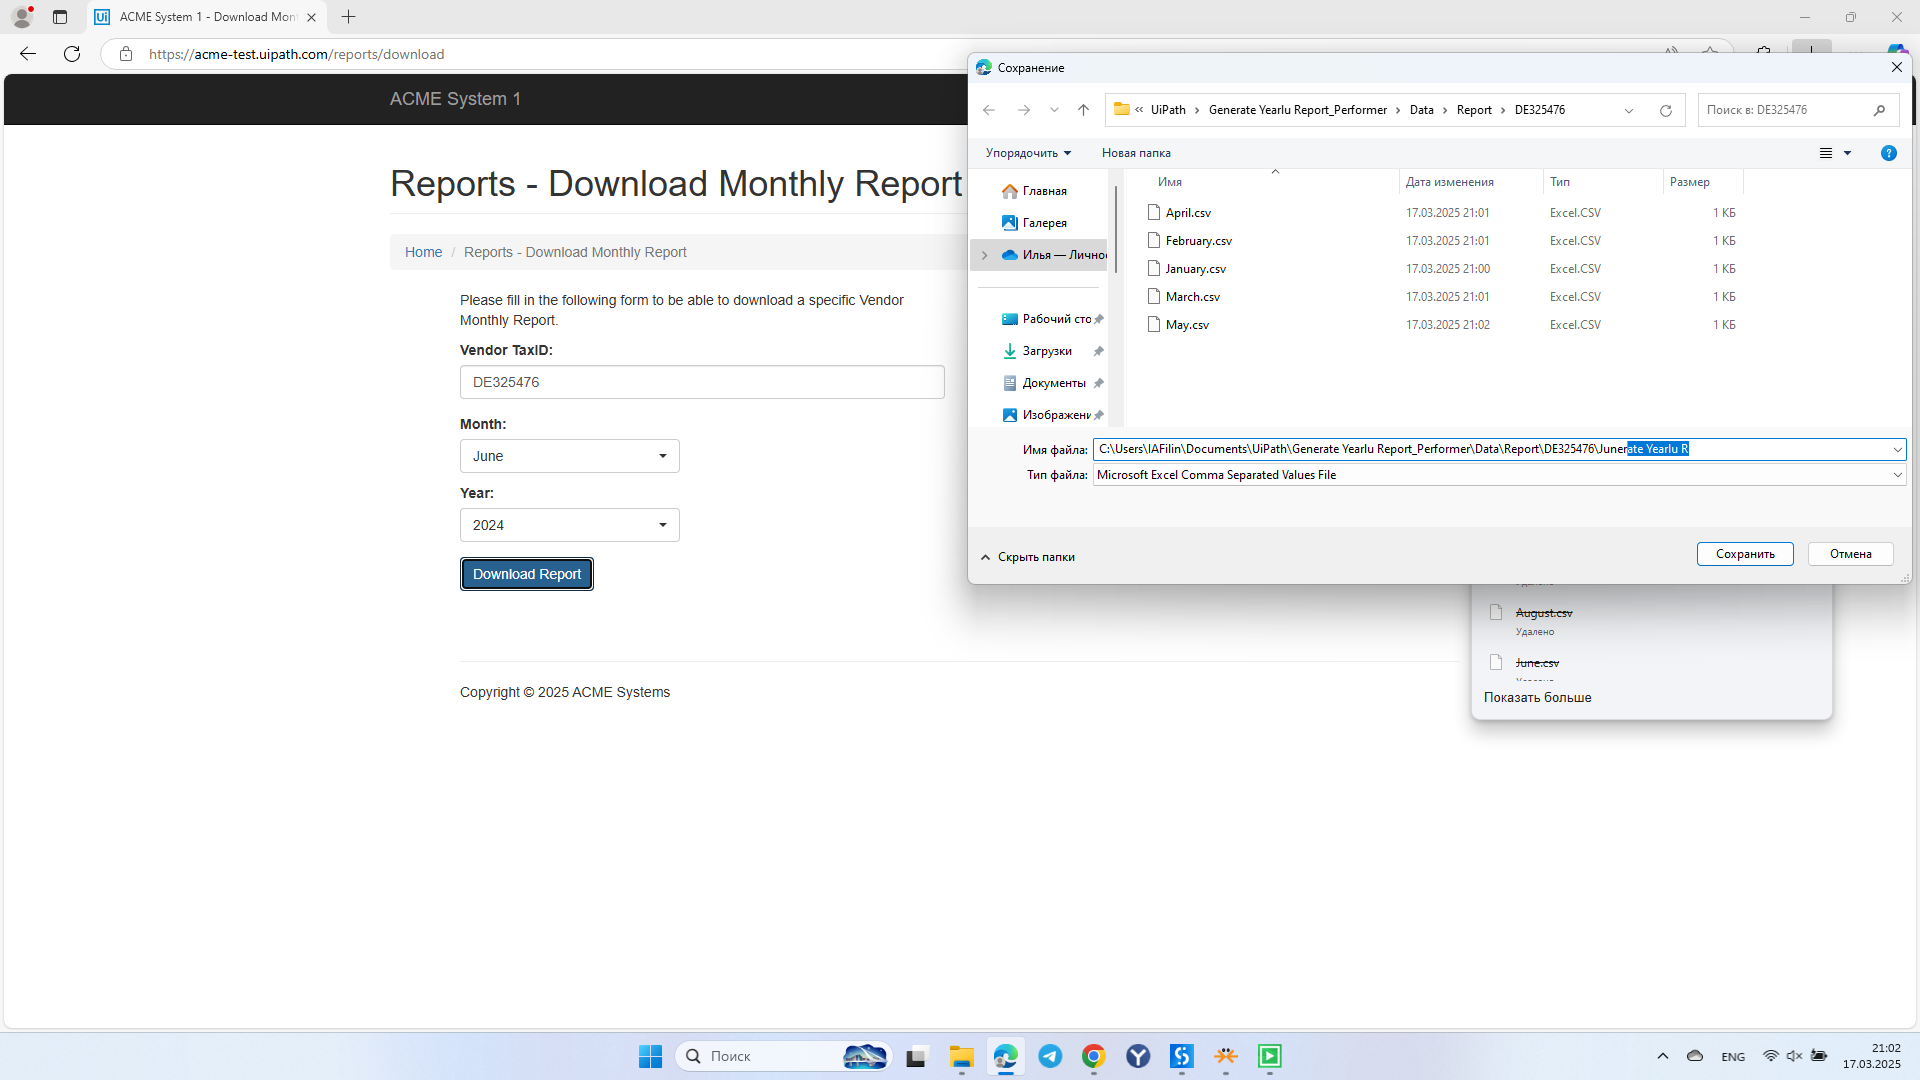 ACME System 1 - Download Mon
https://acme-test.uipath.com/reports/download
ACME System 1
Reports - Download Monthly Report
Home / Reports - Download Monthly Report
Please fill in the following form to be able to download a specific Vendor
Monthly Report.
Vendor TaxID:
DE325476
Month:
June
Year:
2024
Download Report
Copyright © 2025 ACME Systems
Сохранение
« UiPath › Generate Yearlu Report_Performer › Data › Report › DE325476
Поиск в: DE325476
Упорядочить
Новая папка
Главная
Галерея
Илья — Личнос
Рабочий сто
Загрузки
Документы
Изображени
Имя Дата изменения Тип Размер
April.csv 17.03.2025 21:01 Excel.CSV 1 КБ
February.csv 17.03.2025 21:01 Excel.CSV 1 КБ
January.csv 17.03.2025 21:00 Excel.CSV 1 КБ
March.csv 17.03.2025 21:01 Excel.CSV 1 КБ
May.csv 17.03.2025 21:02 Excel.CSV 1 КБ
Имя файла: C:\Users\IAFilin\Documents\UiPath\Generate Yearlu Report_Performer\Data\Report\DE325476\Junerate Yearlu R
Тип файла: Microsoft Excel Comma Separated Values File
Скрыть папки
Сохранить
Отмена
August.csv
Удалено
June.csv
Показать больше
Поиск
ENG
21:02
17.03.2025